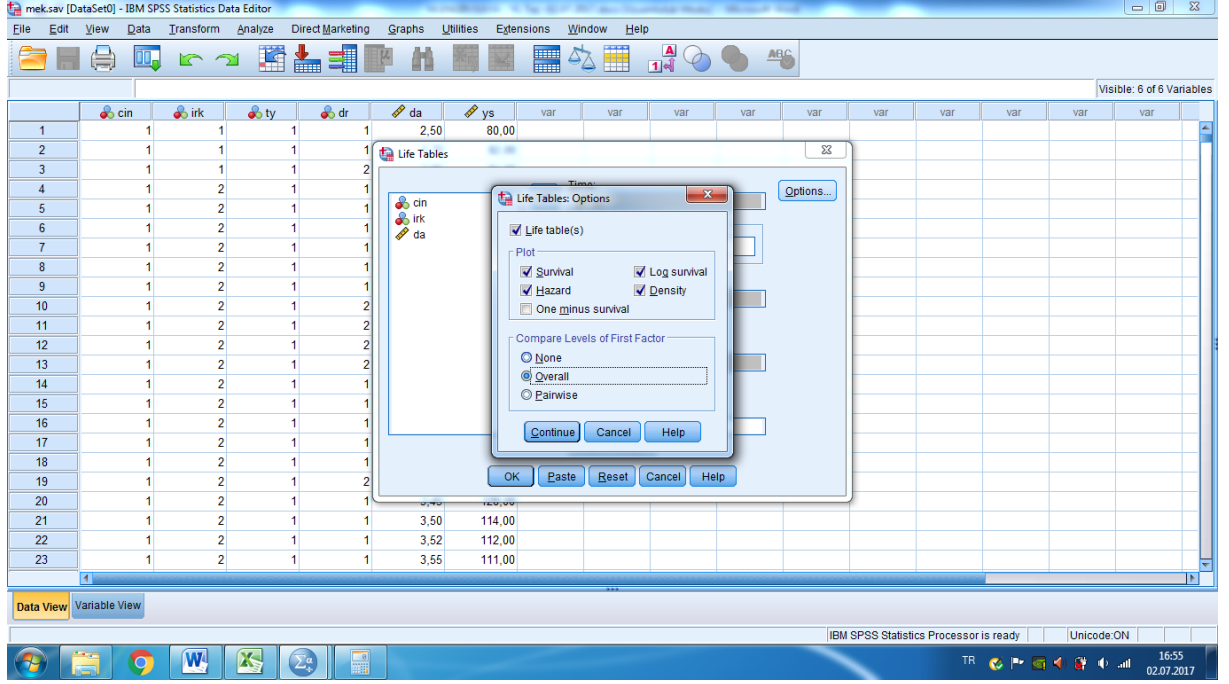 mek.sav [DataSet0] - IBM SPSS Statistics Data Editor
File Edit View Data Transform Analyze Direct Marketing Graphs Utilities Extensions Window Help
Visible: 6 of 6 Variables
cin irk ty dr da ys var var var var var var var var var var
1 1 1 1 1 2,50 80,00
2 1 1 1 1
3 1 1 1 2
4 1 2 1 1
5 1 2 1 1
6 1 2 1 1
7 1 2 1 1
8 1 2 1 1
9 1 2 1 1
10 1 2 1 2
11 1 2 1 2
12 1 2 1 2
13 1 2 1 2
14 1 2 1 1
15 1 2 1 1
16 1 2 1 1
17 1 2 1 1
18 1 2 1 1
19 1 2 1 2
20 1 2 1 1
21 1 2 1 1 3,50 114,00
22 1 2 1 1 3,52 112,00
23 1 2 1 1 3,55 111,00
Life Tables
Time:
Options...
cin
irk
da
Life Tables: Options
Life table(s)
Plot
Survival Log survival
Hazard Density
One minus survival
Compare Levels of First Factor
None
Overall
Pairwise
Continue Cancel Help
OK Paste Reset Cancel Help
Data View Variable View
IBM SPSS Statistics Processor is ready Unicode:ON
TR 16:55
02.07.2017